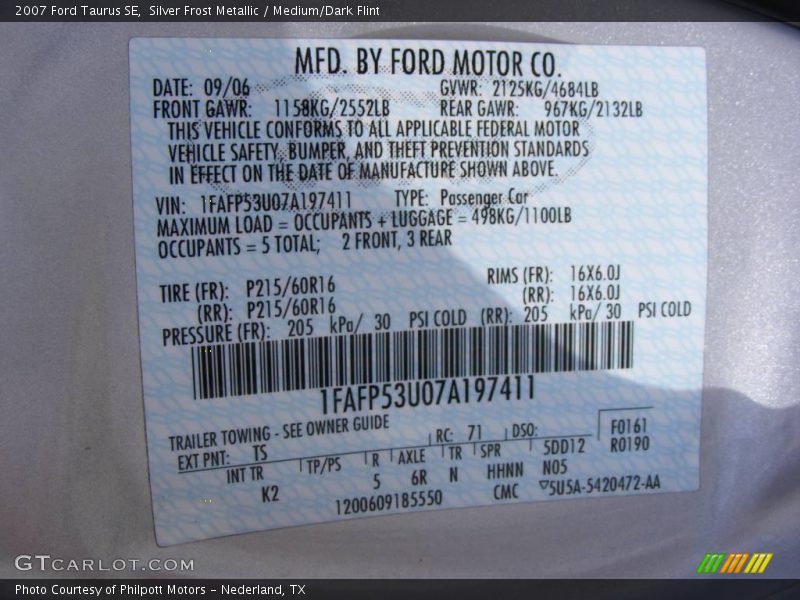 2007 Ford Taurus SE, Silver Frost Metallic / Medium/Dark Flint
MFD. BY FORD MOTOR CO.
DATE: 09/06 GVWR: 2125KG/4684LB
FRONT GAWR: 1158KG/2552LB REAR GAWR: 967KG/2132LB
THIS VEHICLE CONFORMS TO ALL APPLICABLE FEDERAL MOTOR
VEHICLE SAFETY, BUMPER, AND THEFT PREVENTION STANDARDS
IN EFFECT ON THE DATE OF MANUFACTURE SHOWN ABOVE.
VIN: 1FAFP53U07A197411 TYPE: Passenger Car
MAXIMUM LOAD = OCCUPANTS + LUGGAGE = 498KG/1100LB
OCCUPANTS = 5 TOTAL; 2 FRONT, 3 REAR
TIRE (FR): P215/60R16 RIMS (FR): 16X6.0J
(RR): P215/60R16 (RR): 16X6.0J
PRESSURE (FR): 205 kPa/ 30 PSI COLD (RR): 205 kPa/ 30 PSI COLD
1FAFP53U07A197411
TRAILER TOWING - SEE OWNER GUIDE RC: 71 DSO: F0161
EXT PNT: TS R0190
INT TR TP/PS R AXLE TR SPR 5DD12
K2 5 6R N HHNN N05
1200609185550 CMC ▽5U5A-5420472-AA
GTCARLOT.COM
Photo Courtesy of Philpott Motors - Nederland, TX